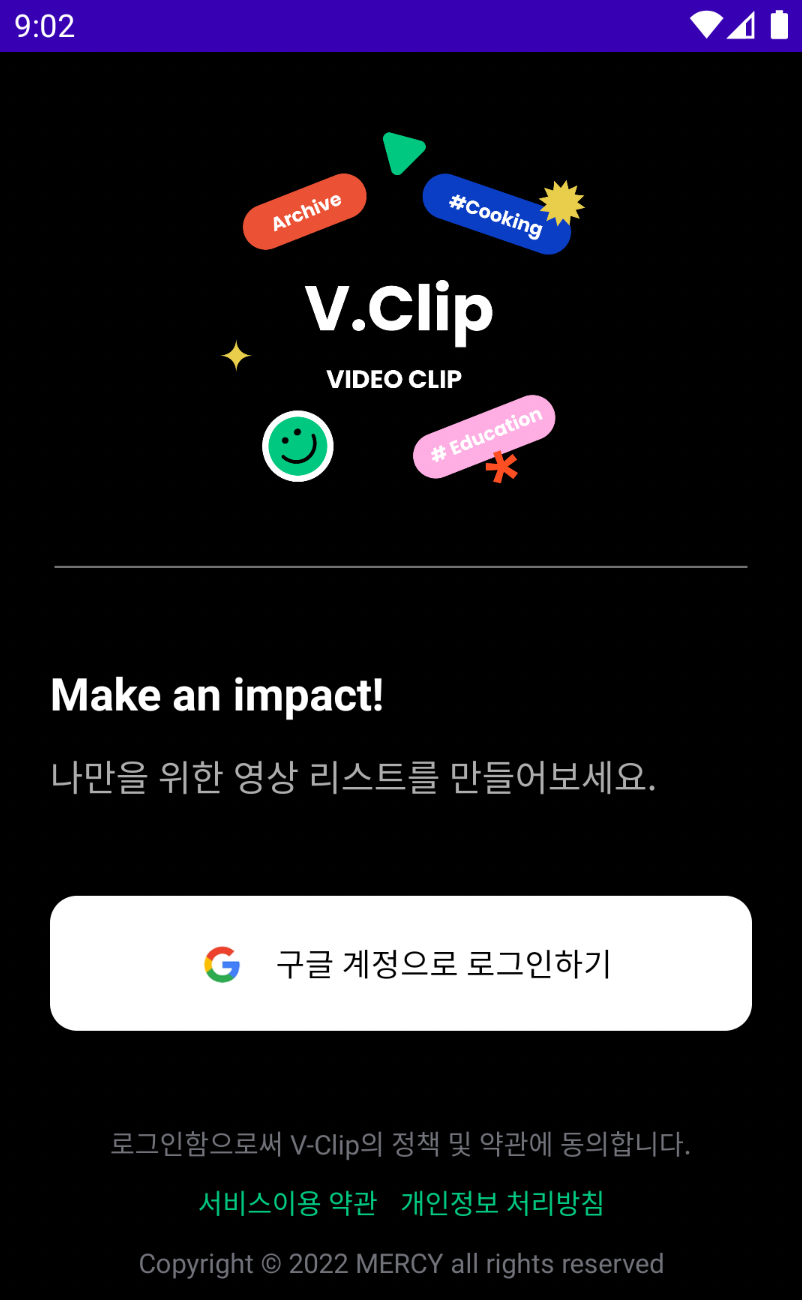 9:02
Archive
#Cooking
V.Clip
VIDEO CLIP
# Education
Make an impact!
나만을 위한 영상 리스트를 만들어보세요.
구글 계정으로 로그인하기
로그인함으로써 V-Clip의 정책 및 약관에 동의합니다.
서비스이용 약관 개인정보 처리방침
Copyright © 2022 MERCY all rights reserved